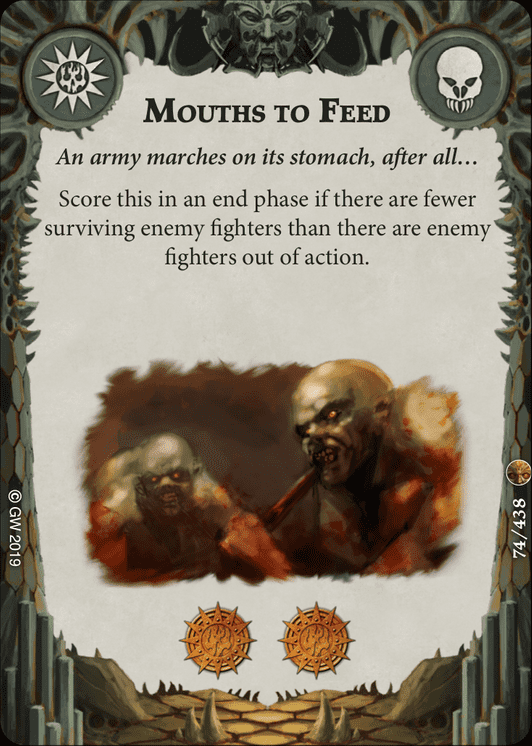 Mouths to Feed
An army marches on its stomach, after all...
Score this in an end phase if there are fewer
surviving enemy fighters than there are enemy
fighters out of action.
© GW 2019
74/438